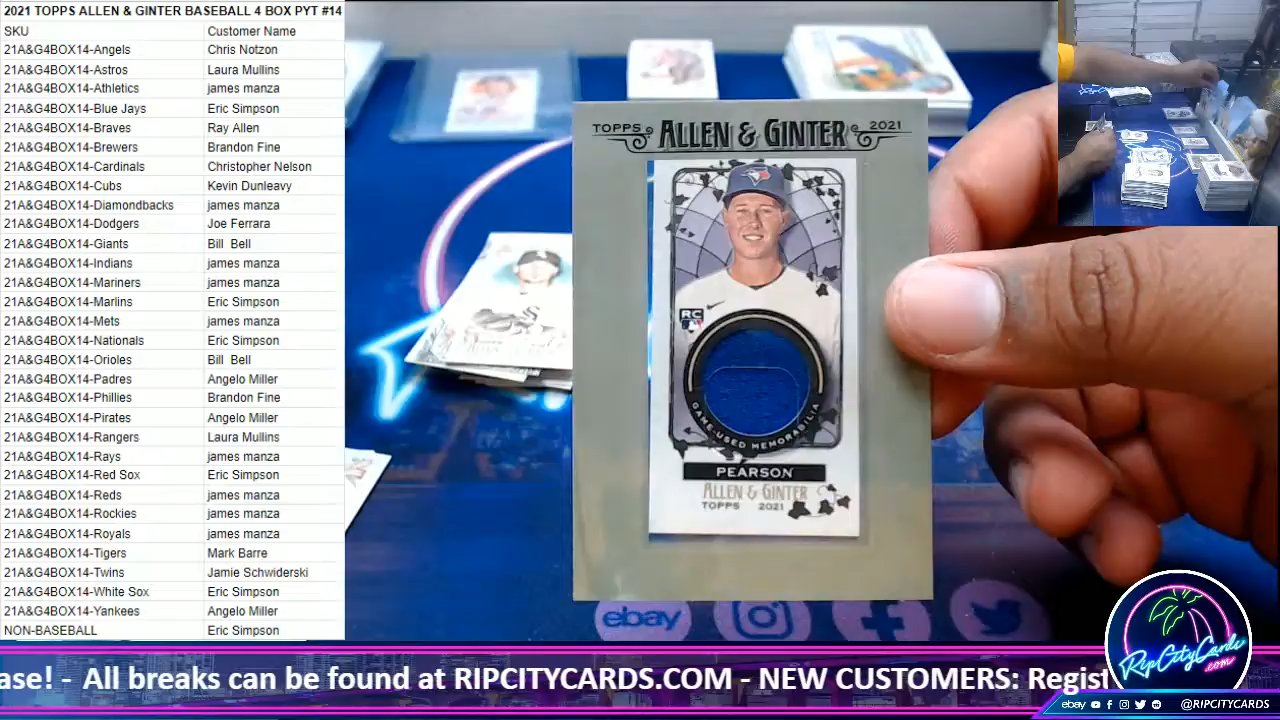 2021 TOPPS ALLEN & GINTER BASEBALL 4 BOX PYT #14
SKU Customer Name
21A&G4BOX14-Angels Chris Notzon
21A&G4BOX14-Astros Laura Mullins
21A&G4BOX14-Athletics james manza
21A&G4BOX14-Blue Jays Eric Simpson
21A&G4BOX14-Braves Ray Allen
21A&G4BOX14-Brewers Brandon Fine
21A&G4BOX14-Cardinals Christopher Nelson
21A&G4BOX14-Cubs Kevin Dunleavy
21A&G4BOX14-Diamondbacks james manza
21A&G4BOX14-Dodgers Joe Ferrara
21A&G4BOX14-Giants Bill Bell
21A&G4BOX14-Indians james manza
21A&G4BOX14-Mariners james manza
21A&G4BOX14-Marlins Eric Simpson
21A&G4BOX14-Mets james manza
21A&G4BOX14-Nationals Eric Simpson
21A&G4BOX14-Orioles Bill Bell
21A&G4BOX14-Padres Angelo Miller
21A&G4BOX14-Phillies Brandon Fine
21A&G4BOX14-Pirates Angelo Miller
21A&G4BOX14-Rangers Laura Mullins
21A&G4BOX14-Rays james manza
21A&G4BOX14-Red Sox Eric Simpson
21A&G4BOX14-Reds james manza
21A&G4BOX14-Rockies james manza
21A&G4BOX14-Royals james manza
21A&G4BOX14-Tigers Mark Barre
21A&G4BOX14-Twins Jamie Schwiderski
21A&G4BOX14-White Sox Eric Simpson
21A&G4BOX14-Yankees Angelo Miller
NON-BASEBALL Eric Simpson
TOPPS ALLEN & GINTER 2021
RC
GAME-USED MEMORABILIA
PEARSON
ALLEN & GINTER
TOPPS 2021
ebay
RipCityCards
.com
ase! - All breaks can be found at RIPCITYCARDS.COM - NEW CUSTOMERS: Regist
ebay @RIPCITYCARDS